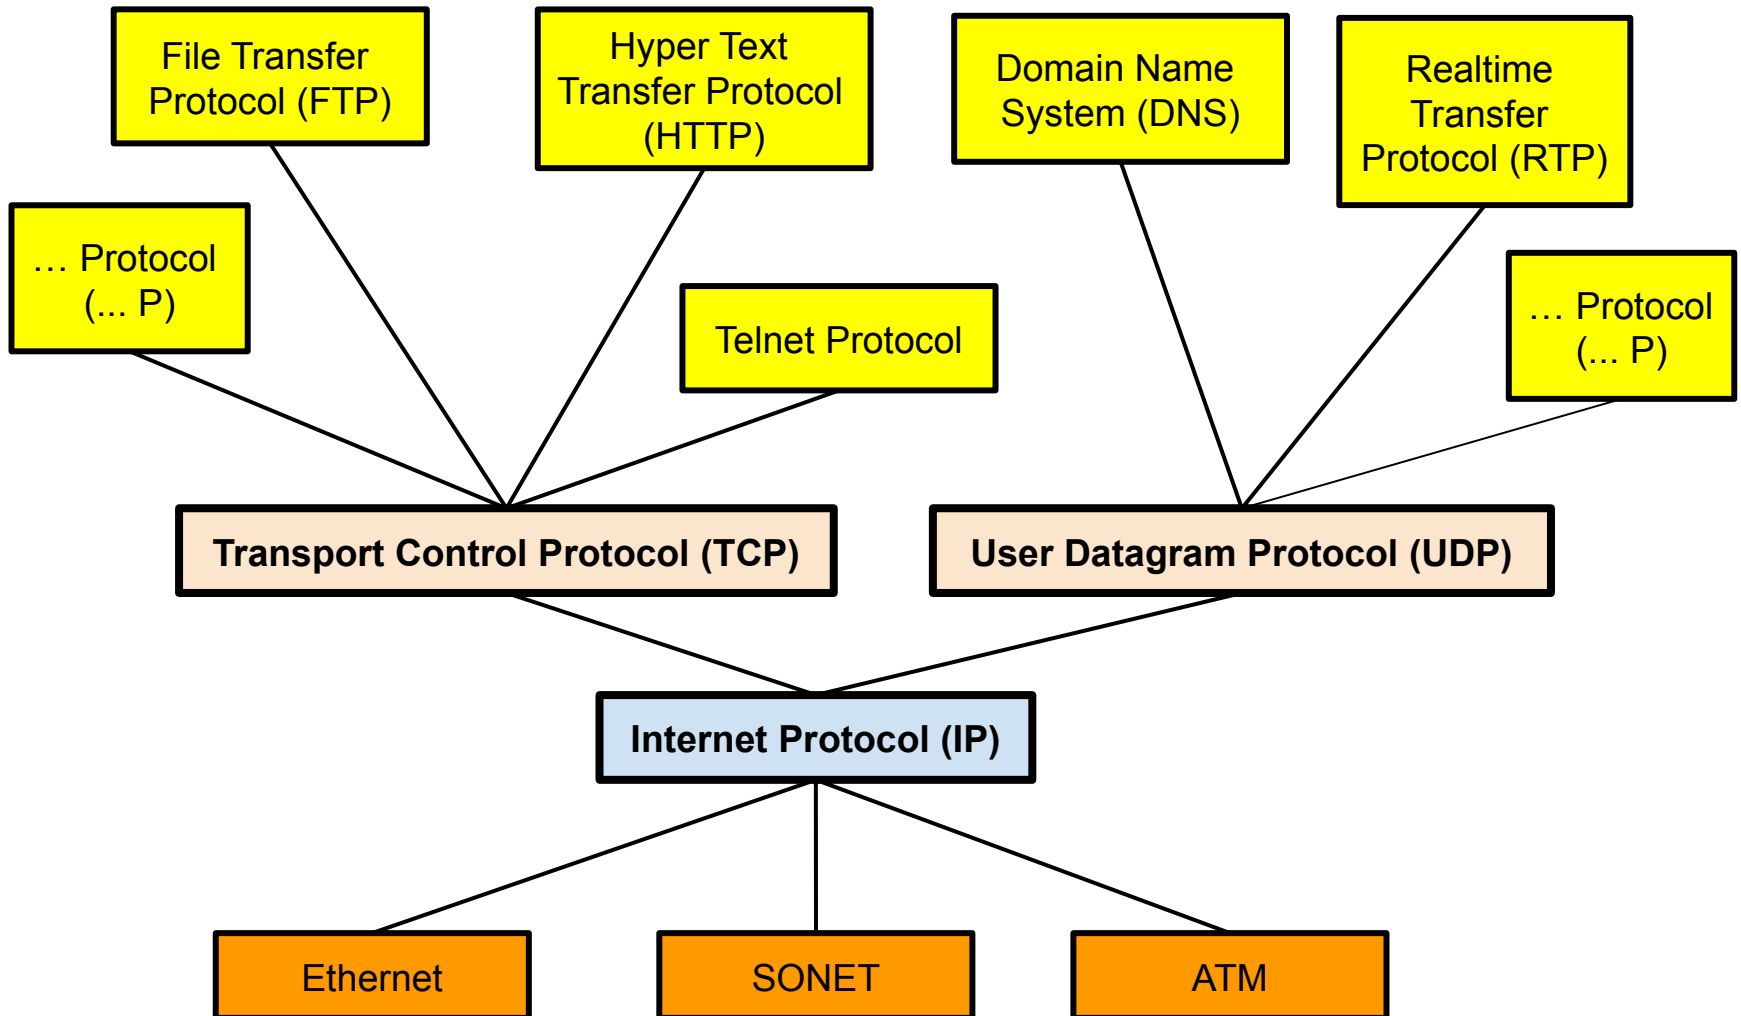 File Transfer
Protocol (FTP)
Hyper Text
Transfer Protocol
(HTTP)
Domain Name
System (DNS)
Realtime
Transfer
Protocol (RTP)
… Protocol
(... P)
Telnet Protocol
… Protocol
(... P)
Transport Control Protocol (TCP)
User Datagram Protocol (UDP)
Internet Protocol (IP)
Ethernet
SONET
ATM